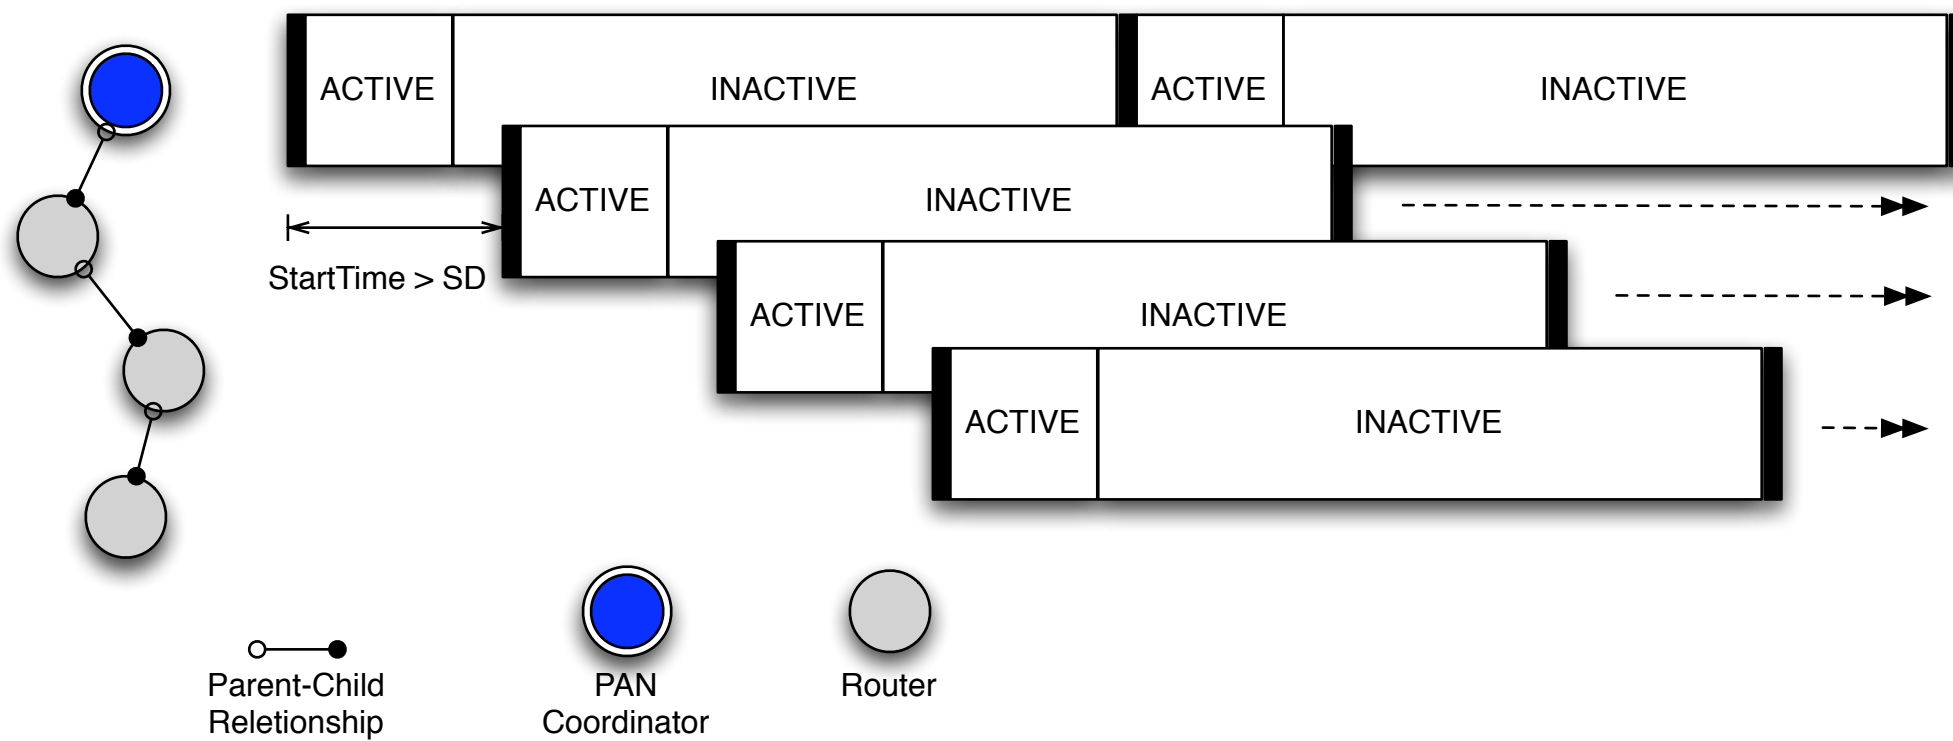 ACTIVE INACTIVE ACTIVE INACTIVE
ACTIVE INACTIVE
StartTime > SD
ACTIVE INACTIVE
ACTIVE INACTIVE
Parent-Child
Reletionship
PAN
Coordinator
Router